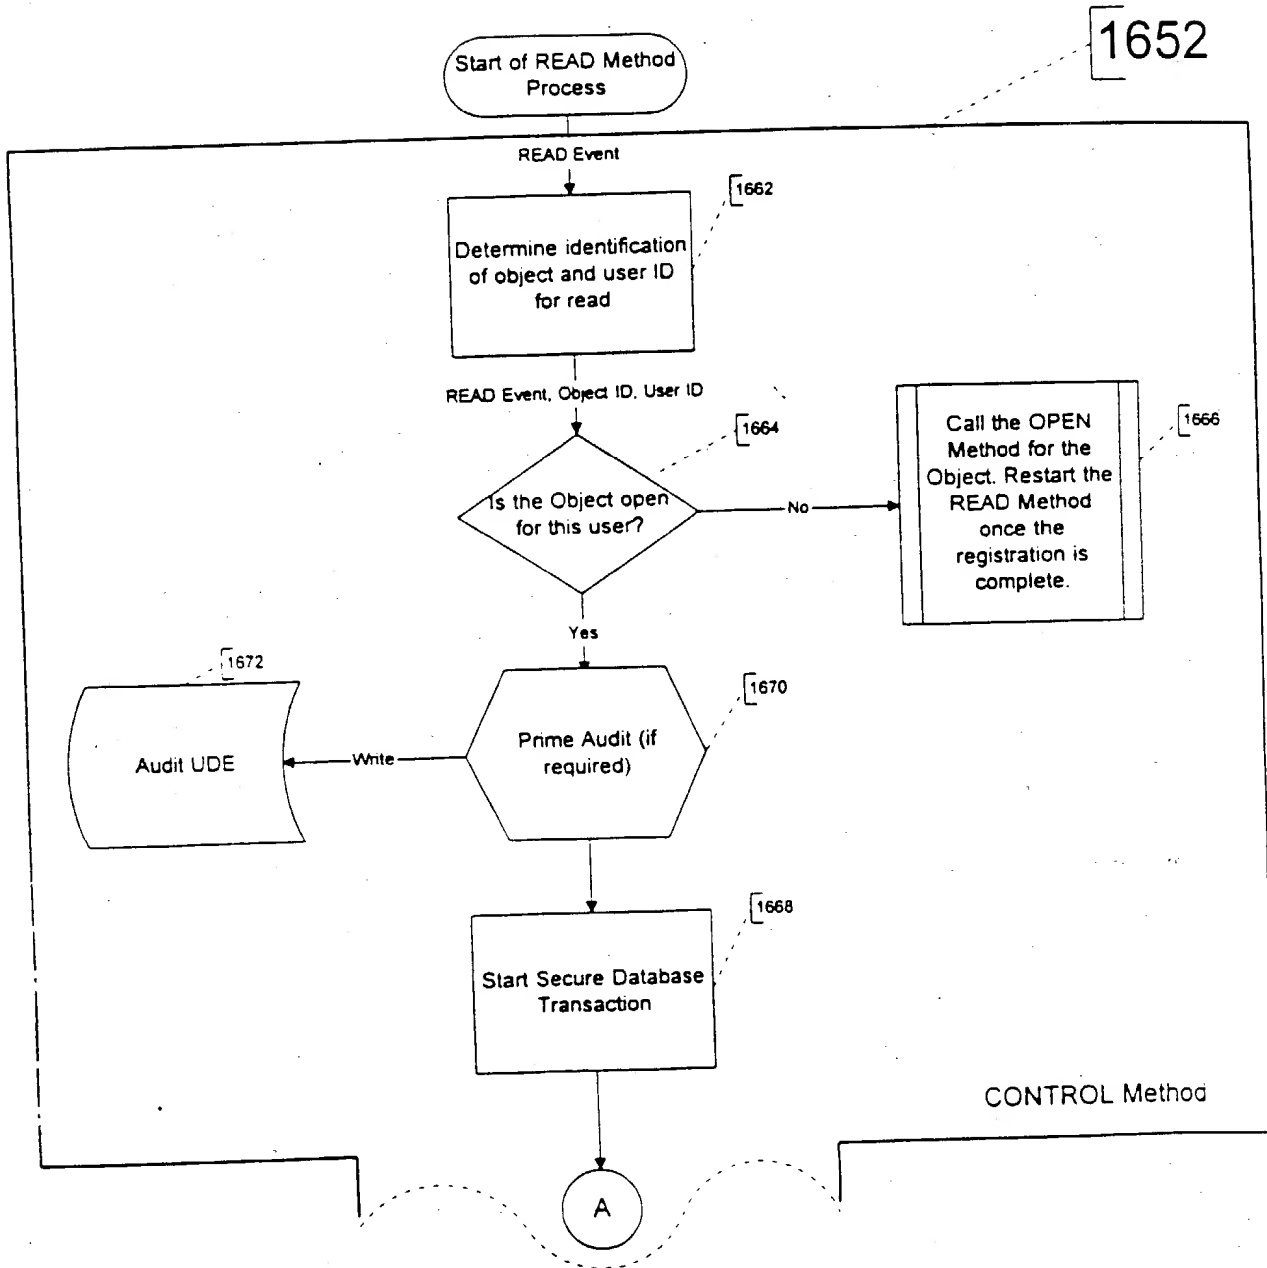 1652
Start of READ Method
Process
READ Event
1662
Determine identification
of object and user ID
for read
READ Event, Object ID, User ID
1664
Is the Object open
for this user?
No
Call the OPEN
Method for the
Object. Restart the
READ Method
once the
registration is
complete.
1666
Yes
1672
1670
Audit UDE
Write
Prime Audit (if
required)
1668
Start Secure Database
Transaction
CONTROL Method
A